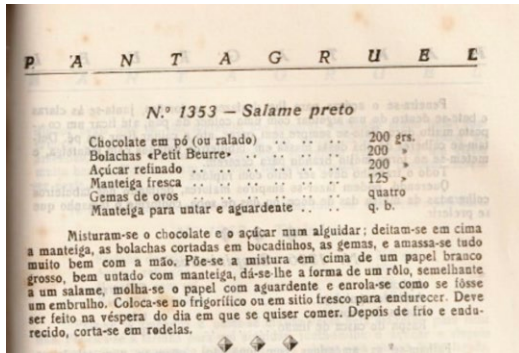 P A N T A G R U E L
N.º 1353 — Salame preto
Chocolate em pó (ou ralado) .. .. .. 200 grs.
Bolachas «Petit Beurre» .. .. .. .. 200 »
Açúcar refinado .. .. .. .. .. .. 200 »
Manteiga fresca .. .. .. .. .. .. 125 »
Gemas de ovos .. .. .. .. .. .. quatro
Manteiga para untar e aguardente .. .. q. b.
Misturam-se o chocolate e o açúcar num alguidar; deitam-se em cima
a manteiga, as bolachas cortadas em bocadinhos, as gemas, e amassa-se tudo
muito bem com a mão. Põe-se a mistura em cima de um papel branco
grosso, bem untado com manteiga, dá-se-lhe a forma de um rôlo, semelhante
a um salame, molha-se o papel com aguardente e enrola-se como se fôsse
um embrulho. Coloca-se no frigorífico ou em sitio fresco para endurecer. Deve
ser feito na véspera do dia em que se quiser comer. Depois de frio e endu-
recido, corta-se em rodelas.